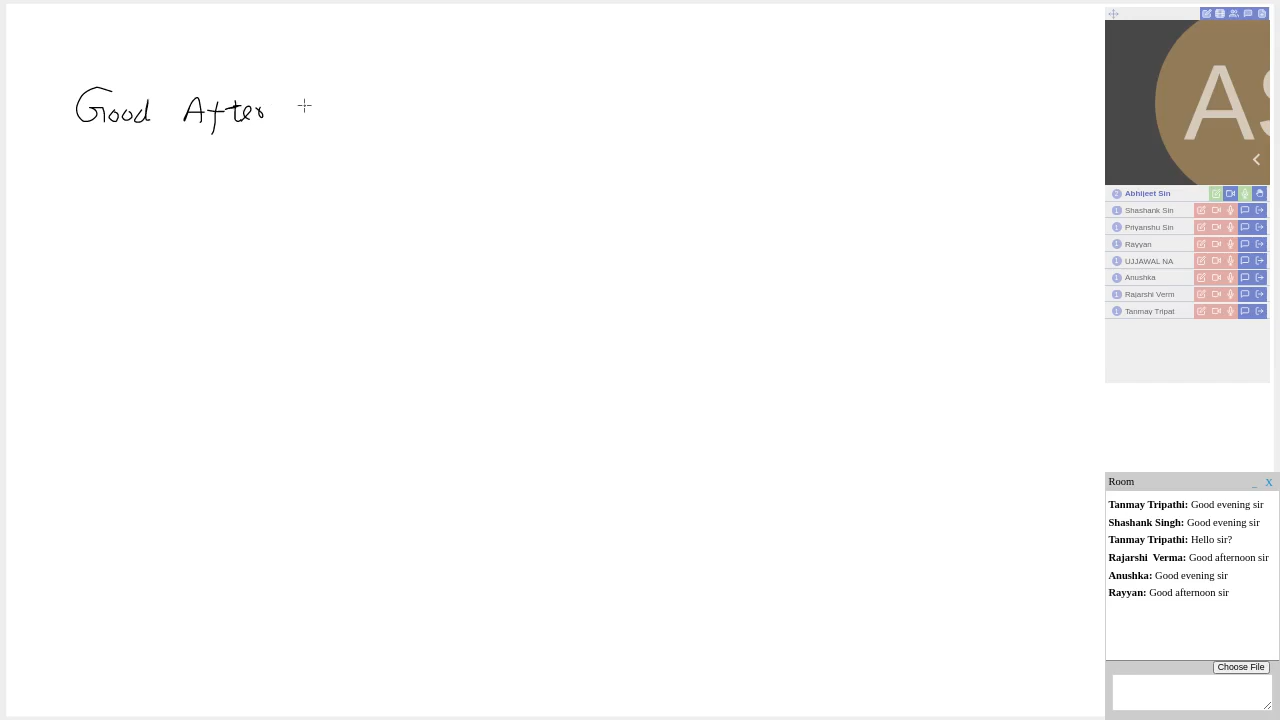 Good After
AS
Abhijeet Sin
Shashank Sin
Priyanshu Sin
Rayyan
UJJAWAL NA
Anushka
Rajarshi Verm
Tanmay Tripat
Room _ X
Tanmay Tripathi: Good evening sir
Shashank Singh: Good evening sir
Tanmay Tripathi: Hello sir?
Rajarshi Verma: Good afternoon sir
Anushka: Good evening sir
Rayyan: Good afternoon sir
Choose File